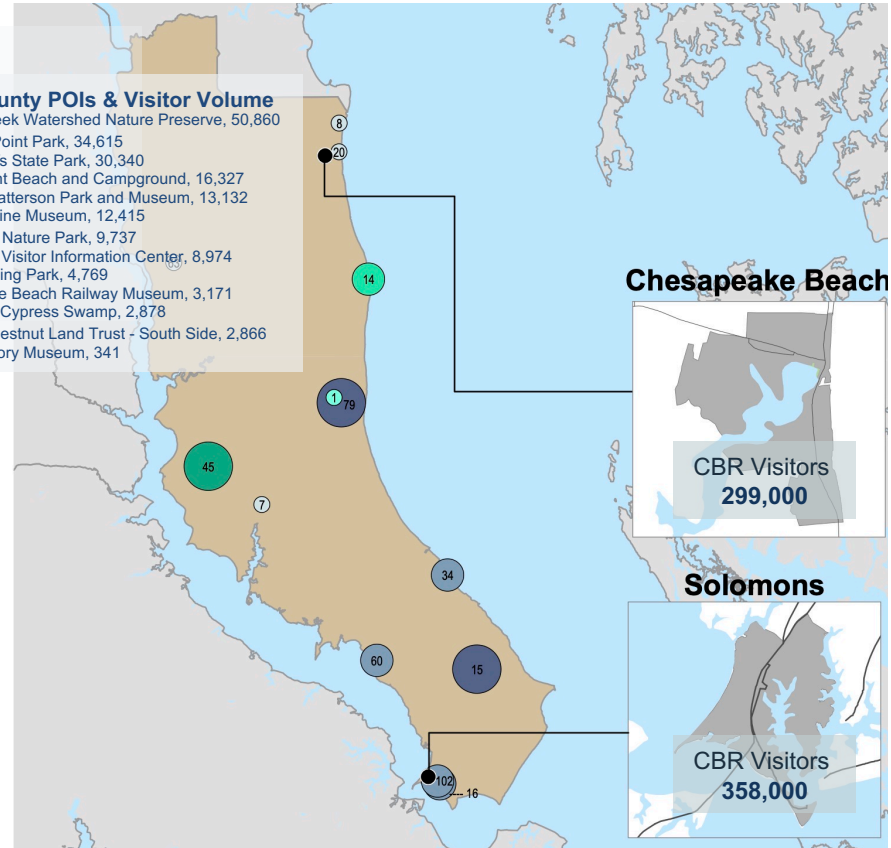 unty POIs & Visitor Volume
eek Watershed Nature Preserve, 50,860
Point Park, 34,615
s State Park, 30,340
nt Beach and Campground, 16,327
atterson Park and Museum, 13,132
rine Museum, 12,415
Nature Park, 9,737
Visitor Information Center, 8,974
ing Park, 4,769
e Beach Railway Museum, 3,171
Cypress Swamp, 2,878
estnut Land Trust - South Side, 2,866
ory Museum, 341
8
20
14
Chesapeake Beach
1
79
45
CBR Visitors
299,000
7
34
Solomons
60
15
CBR Visitors
358,000
102
16